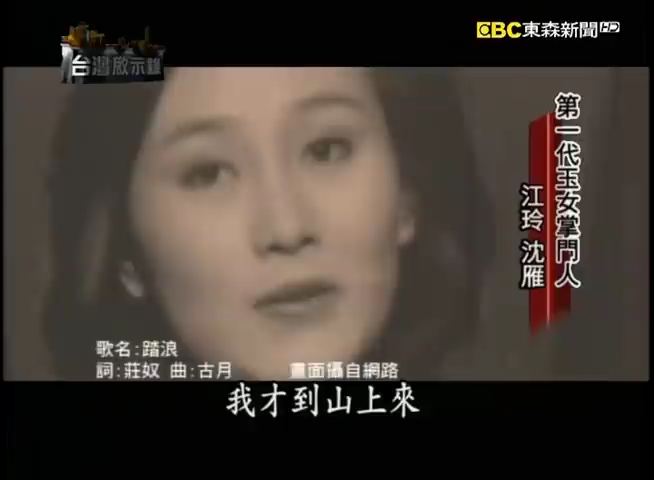 EBC東森新聞HD
台灣啟示錄
第一代玉女掌門人
江玲 沈雁
歌名:踏浪
詞:莊奴 曲:古月 畫面攝自網路
我才到山上來